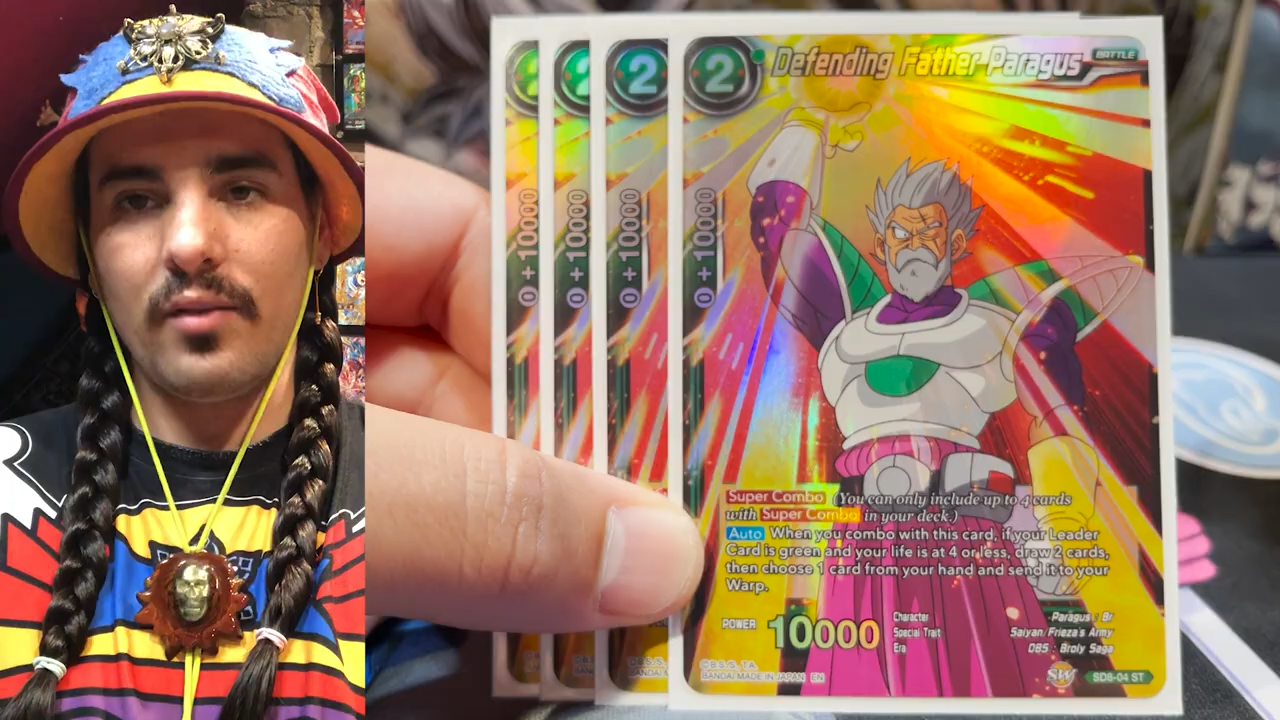 2 2 2 Defending Father Paragus BATTLE
0 +10000 0 +10000 0 +10000 0 +10000
Super Combo (You can only include up to 4 cards
with Super Combo in your deck.)
Auto When you combo with this card, if your Leader
Card is green and your life is at 4 or less, draw 2 cards,
then choose 1 card from your hand and send it to your
Warp.
POWER 10000
Character Paragus : Br
Special Trait Saiyan/Frieza's Army
Era DBS : Broly Saga
©B.S/S, TA.
BANDAI MADE IN JAPAN EN
SW SD8-04 ST